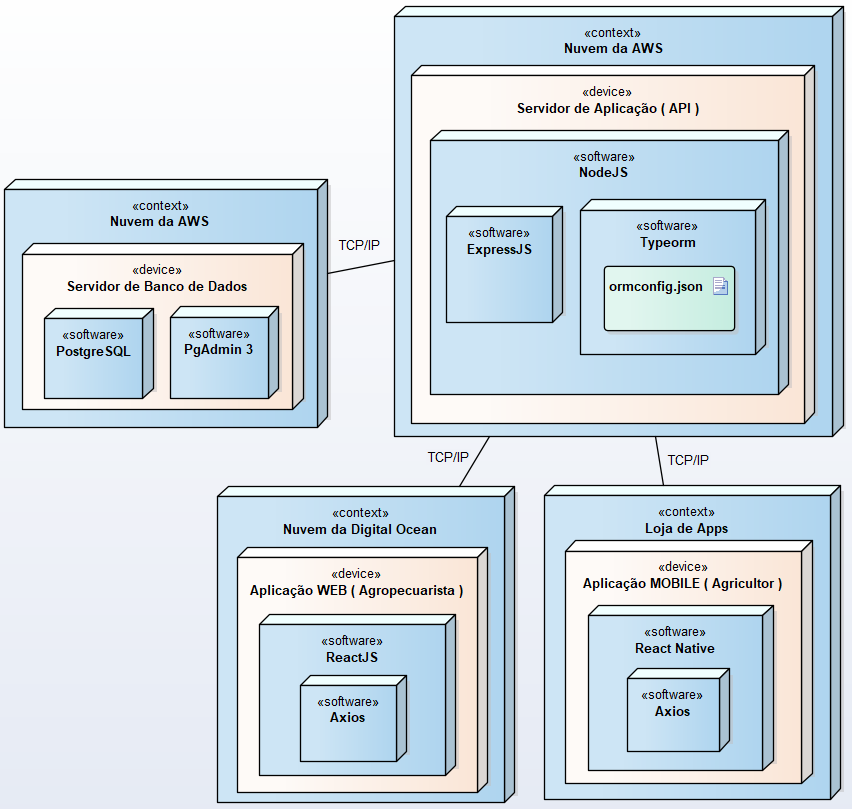 «context»
Nuvem da AWS
«device»
Servidor de Aplicação ( API )
«software»
NodeJS
«software»
ExpressJS
«software»
Typeorm
ormconfig.json
«context»
Nuvem da AWS
«device»
Servidor de Banco de Dados
«software»
PostgreSQL
«software»
PgAdmin 3
TCP/IP
TCP/IP
TCP/IP
«context»
Nuvem da Digital Ocean
«device»
Aplicação WEB ( Agropecuarista )
«software»
ReactJS
«software»
Axios
«context»
Loja de Apps
«device»
Aplicação MOBILE ( Agricultor )
«software»
React Native
«software»
Axios